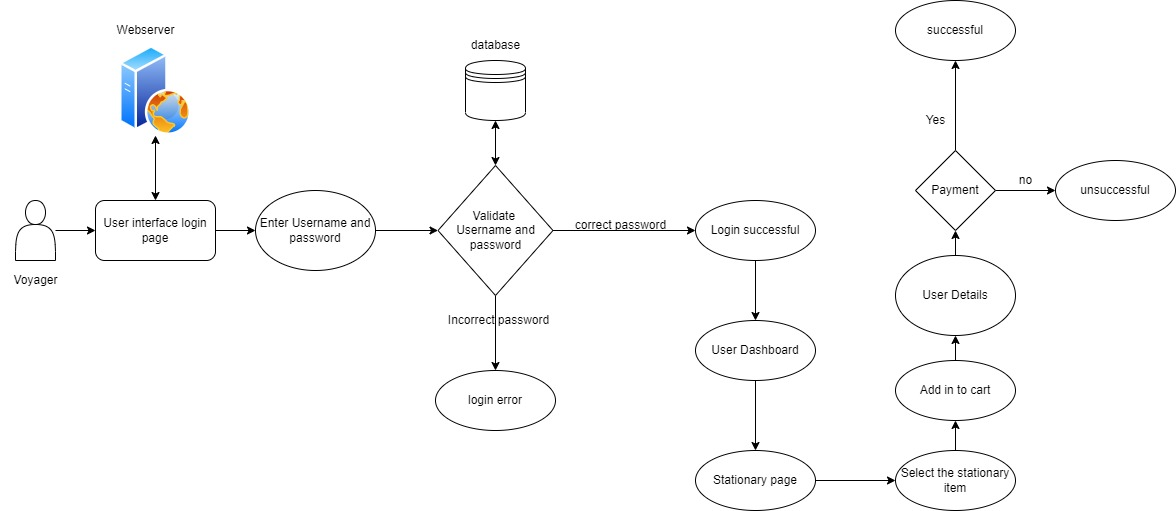 Webserver
database
successful
Yes
Payment
no
unsuccessful
User interface login
page
Enter Username and
password
Validate
Username and
password
correct password
Login successful
Voyager
User Details
Incorrect password
User Dashboard
login error
Add in to cart
Stationary page
Select the stationary
item